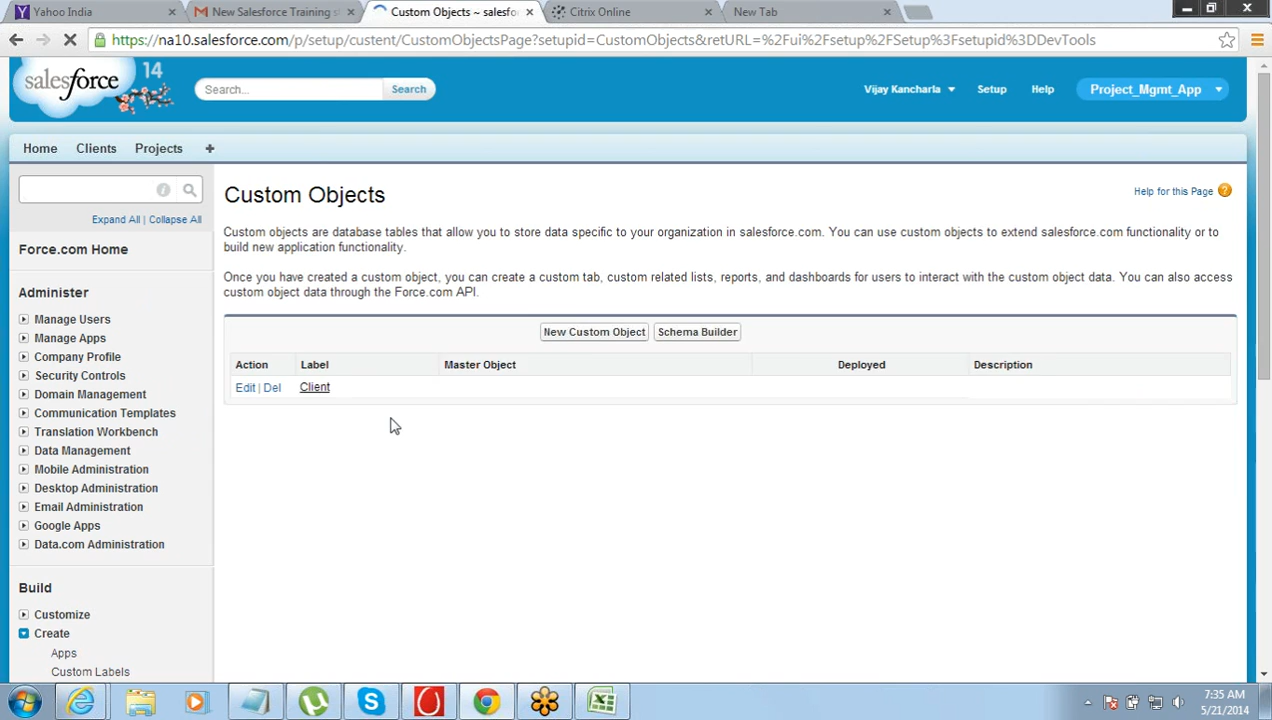 Yahoo India
New Salesforce Training s
Custom Objects ~ salesfo
Citrix Online
New Tab
https://na10.salesforce.com/p/setup/custent/CustomObjectsPage?setupid=CustomObjects&retURL=%2Fui%2Fsetup%2FSetup%3Fsetupid%3DDevTools
salesforce 14
Search...
Search
Vijay Kancharla
Setup
Help
Project_Mgmt_App
Home
Clients
Projects
+
Expand All | Collapse All
Force.com Home
Administer
Manage Users
Manage Apps
Company Profile
Security Controls
Domain Management
Communication Templates
Translation Workbench
Data Management
Mobile Administration
Desktop Administration
Email Administration
Google Apps
Data.com Administration
Build
Customize
Create
Apps
Custom Labels
Custom Objects
Help for this Page ?
Custom objects are database tables that allow you to store data specific to your organization in salesforce.com. You can use custom objects to extend salesforce.com functionality or to
build new application functionality.
Once you have created a custom object, you can create a custom tab, custom related lists, reports, and dashboards for users to interact with the custom object data. You can also access
custom object data through the Force.com API.
New Custom Object
Schema Builder
Action Label Master Object Deployed Description
Edit | Del Client
7:35 AM
5/21/2014